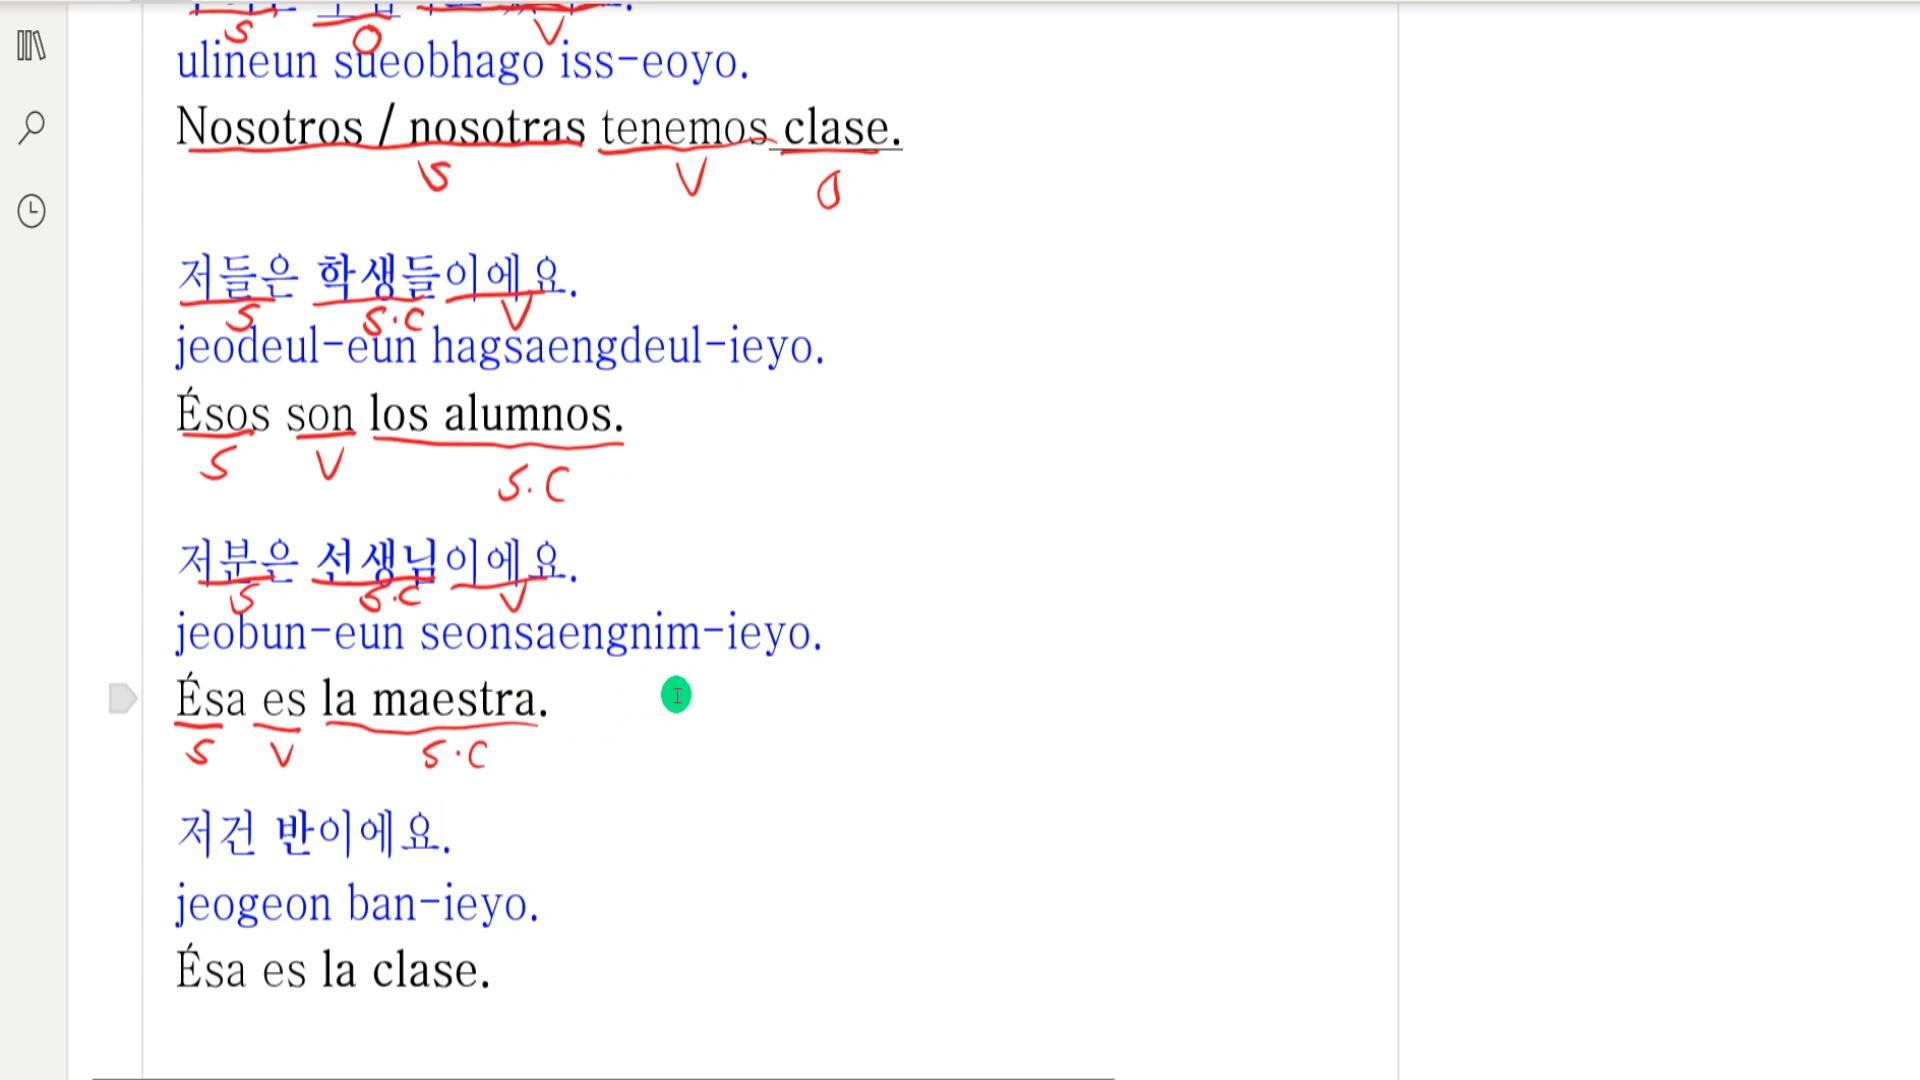 ulineun sueobhago iss-eoyo.
Nosotros / nosotras tenemos clase.
S V O
저들은 학생들이에요.
S S.C V
jeodeul-eun hagsaengdeul-ieyo.
Ésos son los alumnos.
S V S.C
저분은 선생님이에요.
S S.C V
jeobun-eun seonsaengnim-ieyo.
Ésa es la maestra.
S V S.C
저건 반이에요.
jeogeon ban-ieyo.
Ésa es la clase.